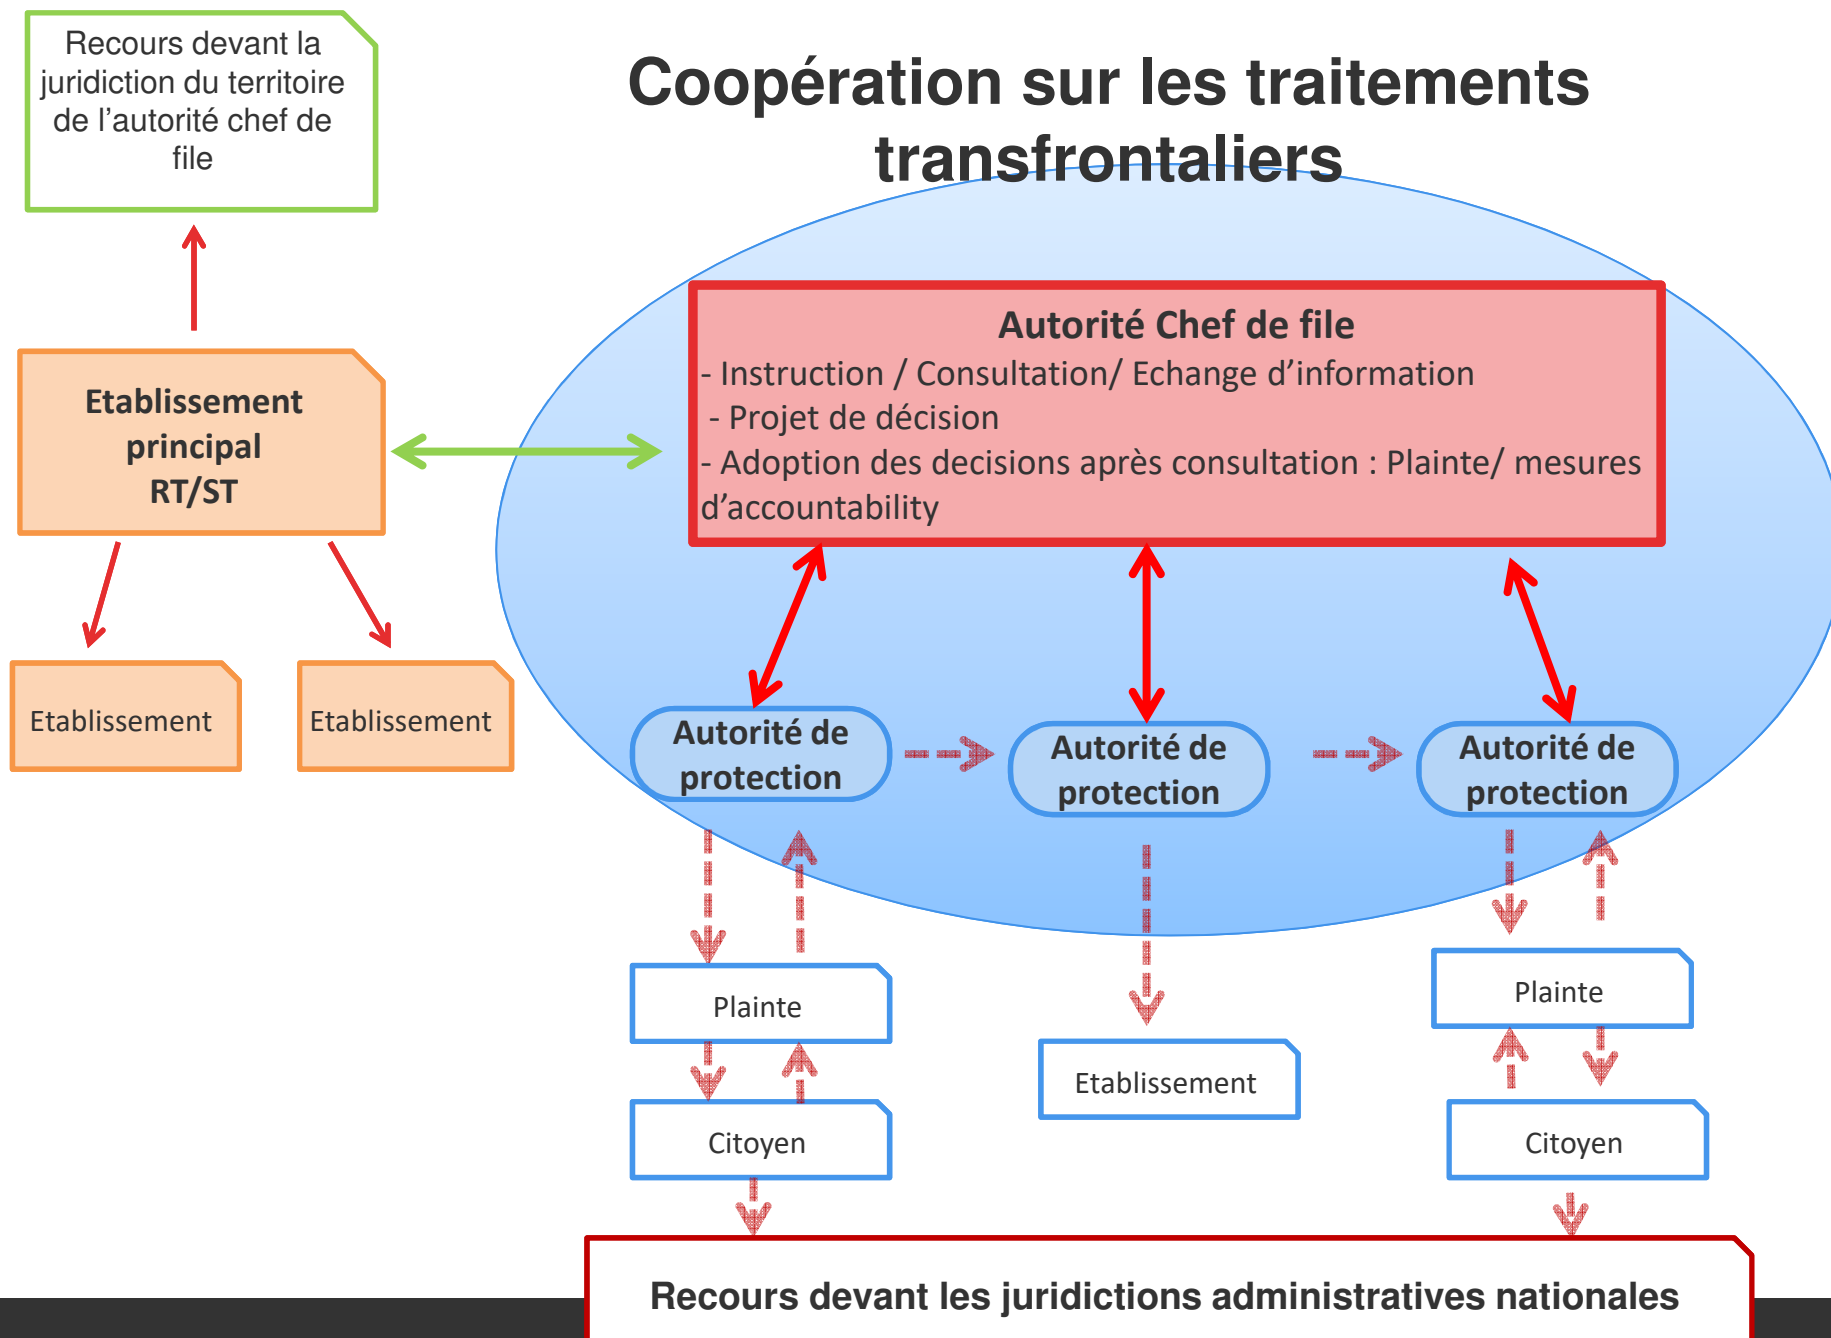 Recours devant la
juridiction du territoire
de l’autorité chef de
file
Coopération sur les traitements
transfrontaliers
Autorité Chef de file
- Instruction / Consultation/ Echange d’information
- Projet de décision
- Adoption des decisions après consultation : Plainte/ mesures
d’accountability
Etablissement
principal
RT/ST
Etablissement
Etablissement
Autorité de
protection
Autorité de
protection
Autorité de
protection
Plainte
Plainte
Etablissement
Citoyen
Citoyen
Recours devant les juridictions administratives nationales